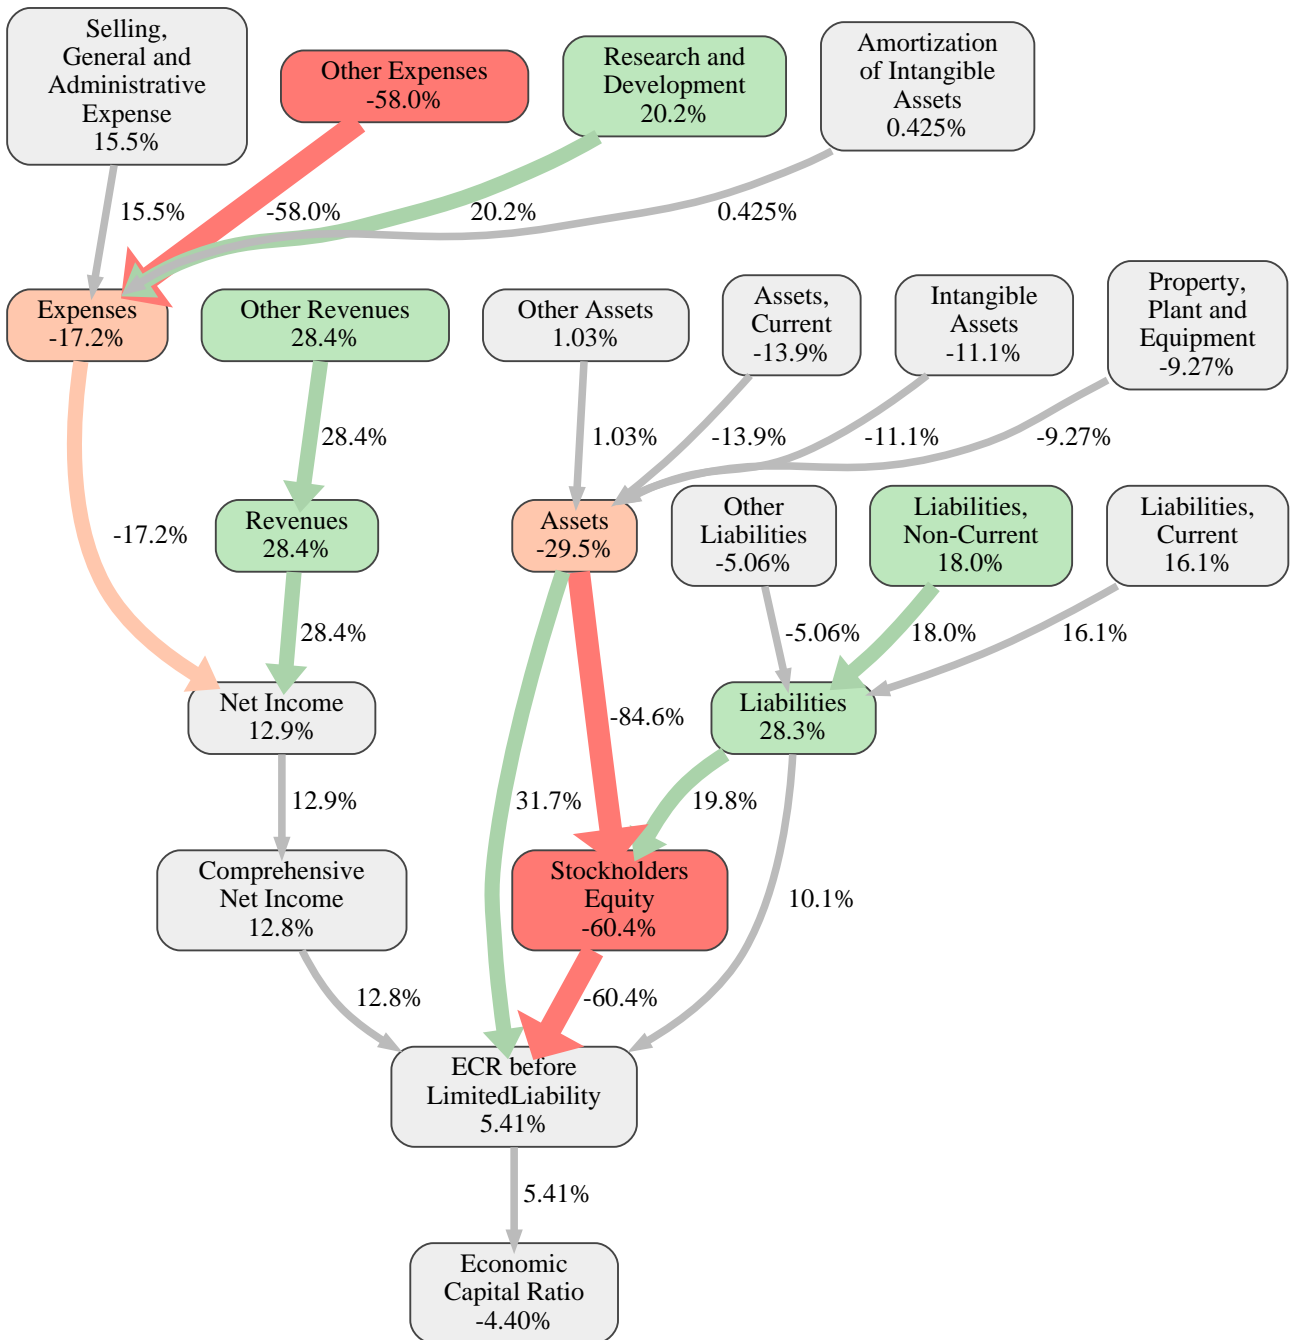 Selling,
General and
Administrative
Expense
15.5%
Other Expenses
-58.0%
Research and
Development
20.2%
Amortization
of Intangible
Assets
0.425%
15.5%
-58.0%
20.2%
0.425%
Expenses
-17.2%
Other Revenues
28.4%
Other Assets
1.03%
Assets,
Current
-13.9%
Intangible
Assets
-11.1%
Property,
Plant and
Equipment
-9.27%
28.4%
1.03%
-13.9%
-11.1%
-9.27%
-17.2%
Revenues
28.4%
Assets
-29.5%
Other
Liabilities
-5.06%
Liabilities,
Non-Current
18.0%
Liabilities,
Current
16.1%
28.4%
-5.06%
18.0%
16.1%
Net Income
12.9%
Liabilities
28.3%
-84.6%
12.9%
31.7%
19.8%
Comprehensive
Net Income
12.8%
Stockholders
Equity
-60.4%
10.1%
12.8%
-60.4%
ECR before
LimitedLiability
5.41%
5.41%
Economic
Capital Ratio
-4.40%